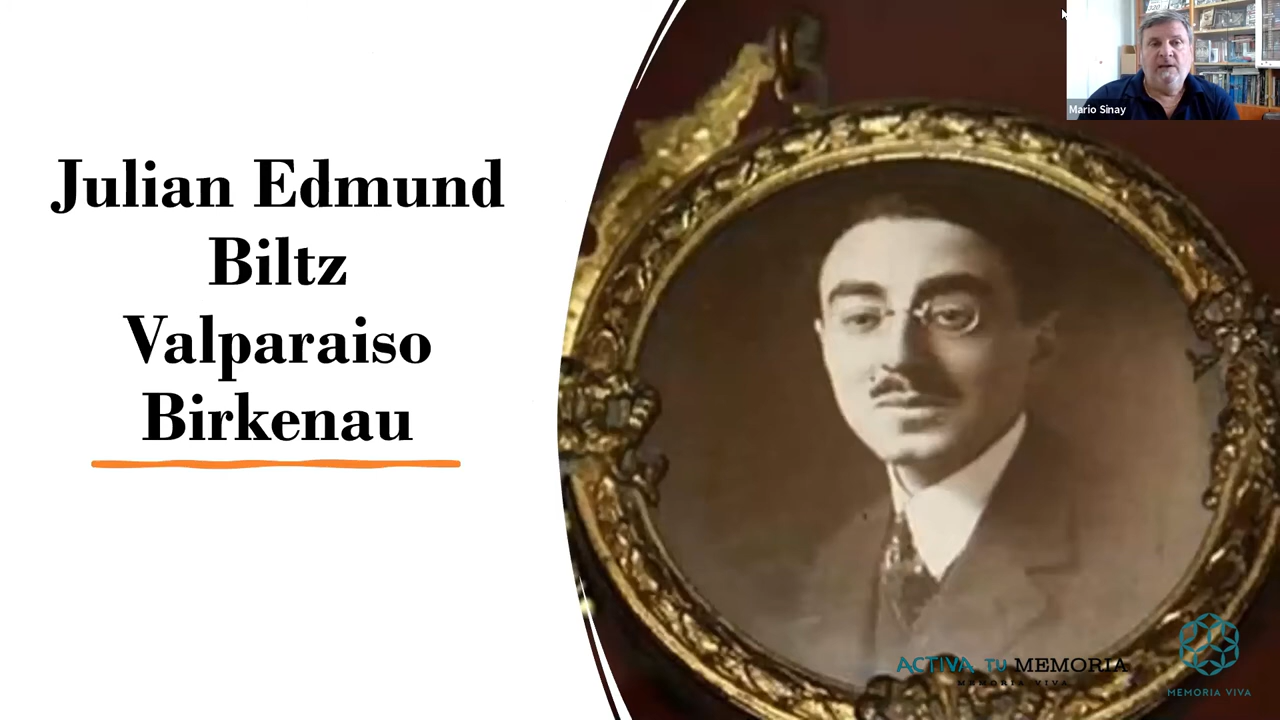 Julian Edmund
Biltz
Valparaiso
Birkenau
Mario Sinay
ACTIVA TU MEMORIA
MEMORIA VIVA
MEMORIA VIVA